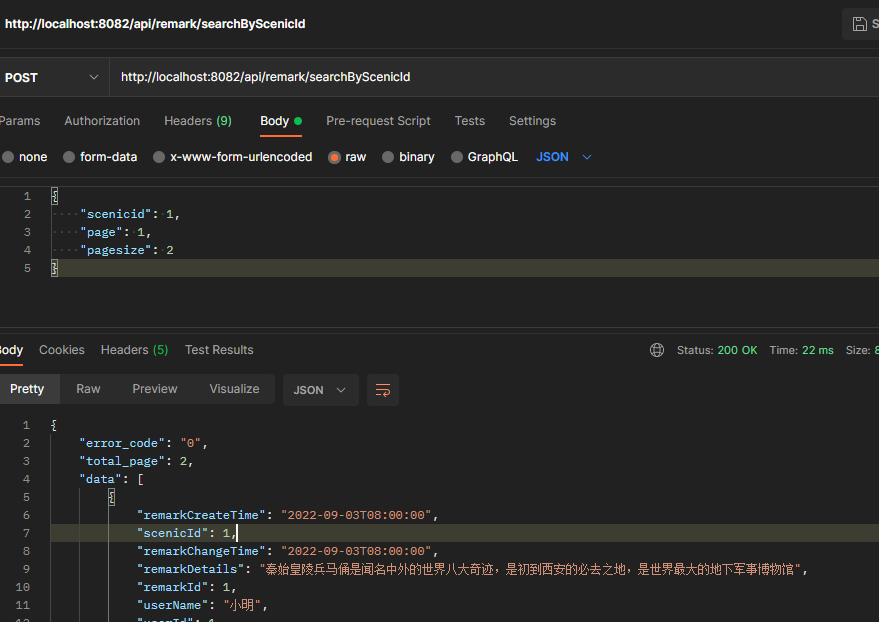 http://localhost:8082/api/remark/searchByScenicId
POST http://localhost:8082/api/remark/searchByScenicId
Params Authorization Headers (9) Body Pre-request Script Tests Settings
none form-data x-www-form-urlencoded raw binary GraphQL JSON
1 {
2 "scenicid": 1,
3 "page": 1,
4 "pagesize": 2
5 }
Body Cookies Headers (5) Test Results Status: 200 OK Time: 22 ms Size: 8
Pretty Raw Preview Visualize JSON
1 {
2 "error_code": "0",
3 "total_page": 2,
4 "data": [
5 {
6 "remarkCreateTime": "2022-09-03T08:00:00",
7 "scenicId": 1,
8 "remarkChangeTime": "2022-09-03T08:00:00",
9 "remarkDetails": "秦始皇陵兵马俑是闻名中外的世界八大奇迹，是初到西安的必去之地，是世界最大的地下军事博物馆",
10 "remarkId": 1,
11 "userName": "小明",
12 "userId": 1